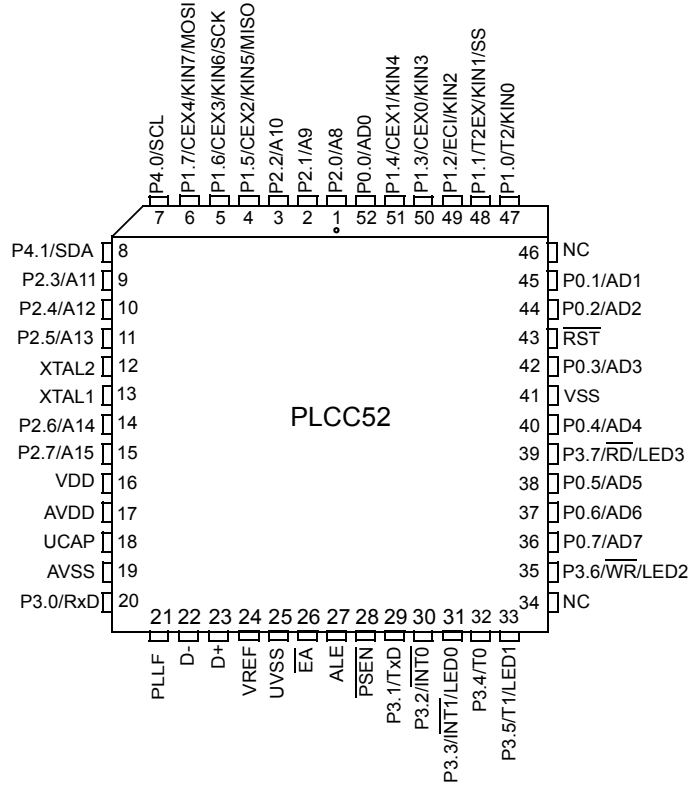 P4.0/SCL
P1.7/CEX4/KIN7/MOSI
P1.6/CEX3/KIN6/SCK
P1.5/CEX2/KIN5/MISO
P2.2/A10
P2.1/A9
P2.0/A8
P0.0/AD0
P1.4/CEX1/KIN4
P1.3/CEX0/KIN3
P1.2/ECI/KIN2
P1.1/T2EX/KIN1/SS
P1.0/T2/KIN0
7 6 5 4 3 2 1 52 51 50 49 48 47
P4.1/SDA 8
P2.3/A11 9
P2.4/A12 10
P2.5/A13 11
XTAL2 12
XTAL1 13
P2.6/A14 14
P2.7/A15 15
VDD 16
AVDD 17
UCAP 18
AVSS 19
P3.0/RxD 20
PLCC52
46 NC
45 P0.1/AD1
44 P0.2/AD2
43 RST
42 P0.3/AD3
41 VSS
40 P0.4/AD4
39 P3.7/RD/LED3
38 P0.5/AD5
37 P0.6/AD6
36 P0.7/AD7
35 P3.6/WR/LED2
34 NC
21 22 23 24 25 26 27 28 29 30 31 32 33
PLLF
D-
D+
VREF
UVSS
EA
ALE
PSEN
P3.1/TxD
P3.2/INT0
P3.3/INT1/LED0
P3.4/T0
P3.5/T1/LED1